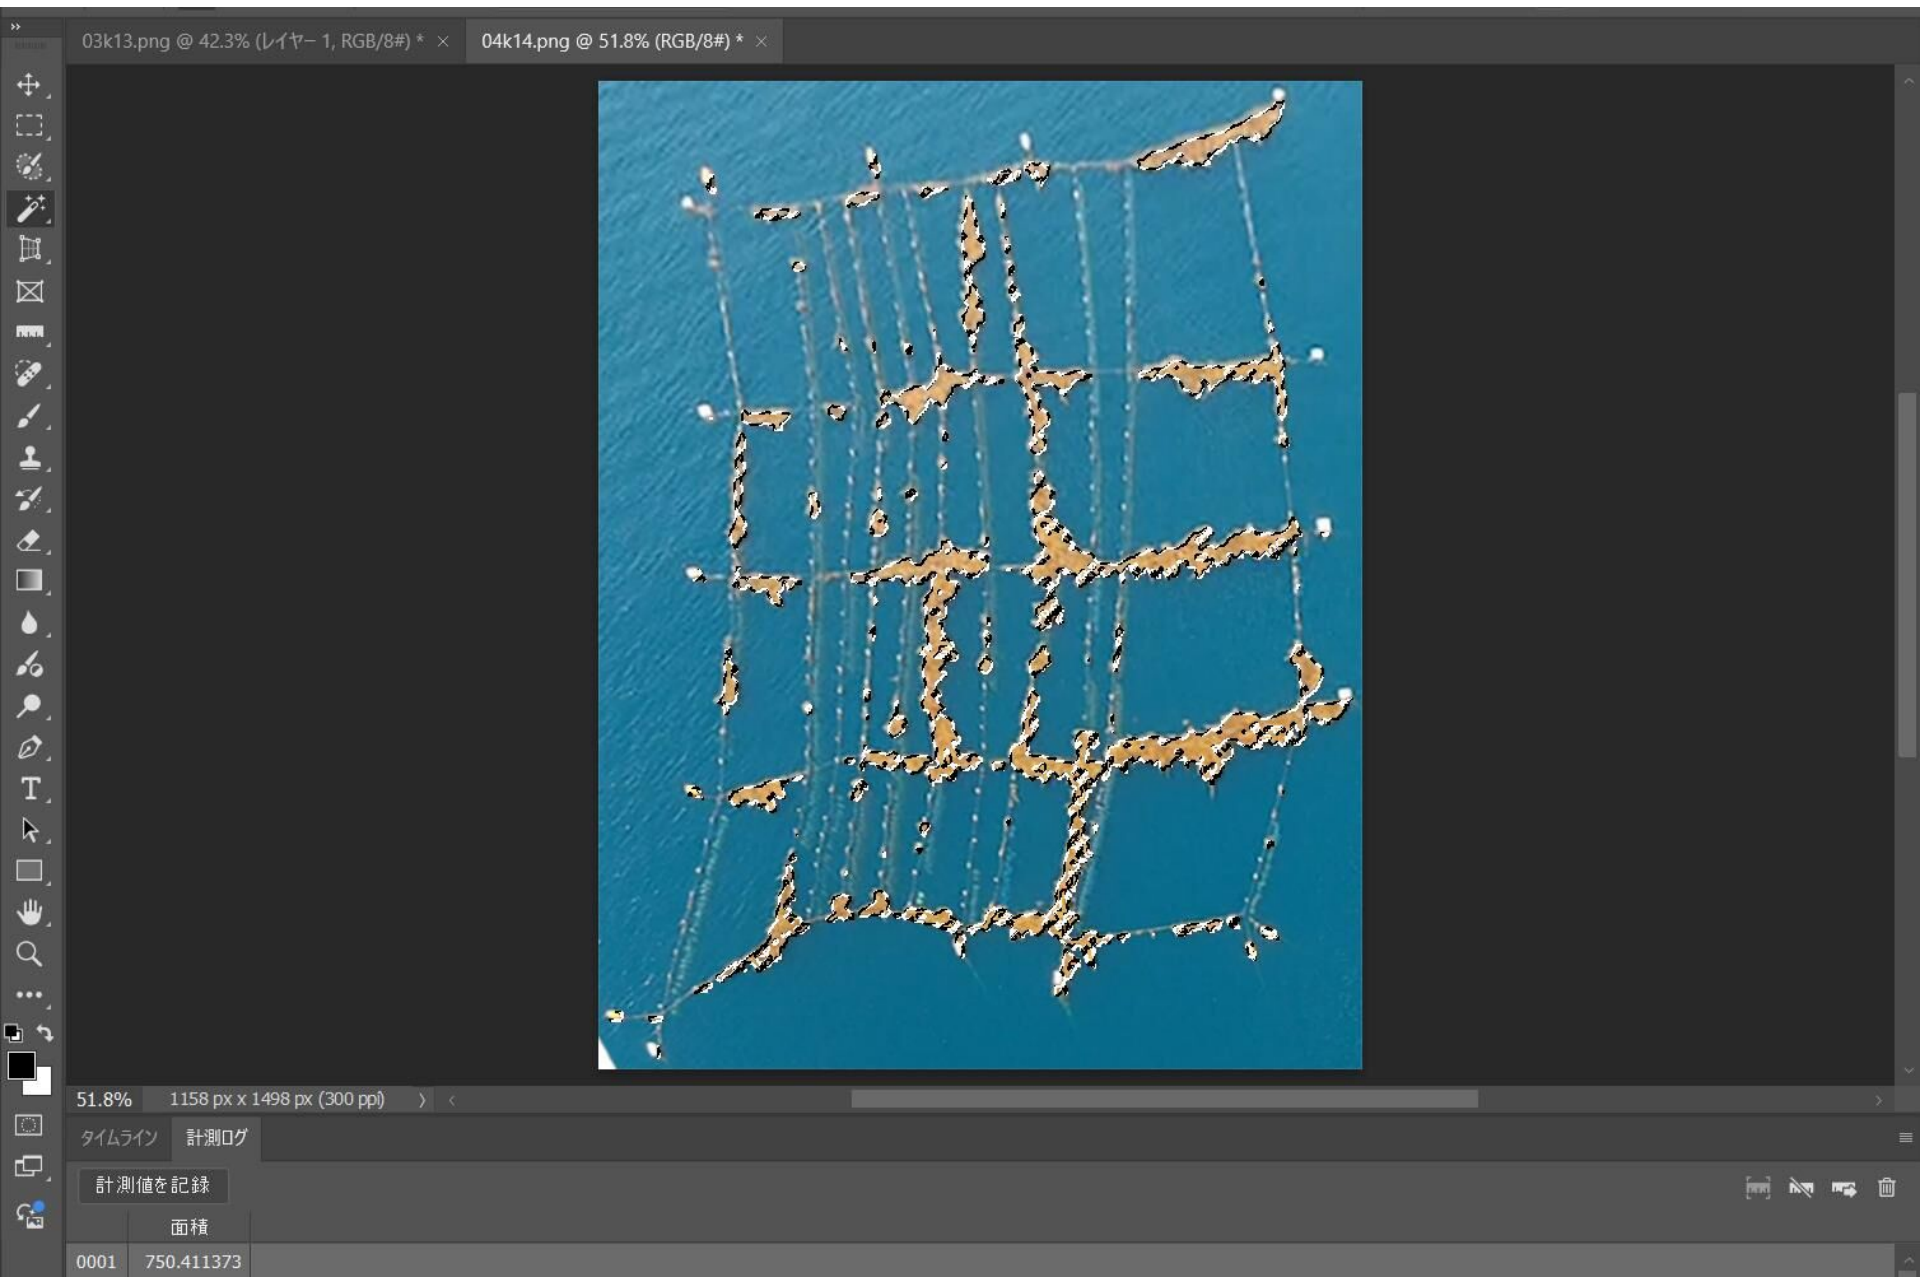 03k13.png @ 42.3% (レイヤー 1, RGB/8#) * ×
04k14.png @ 51.8% (RGB/8#) * ×
51.8%
1158 px x 1498 px (300 ppi)
タイムライン
計測ログ
計測値を記録
面積
0001
750.411373